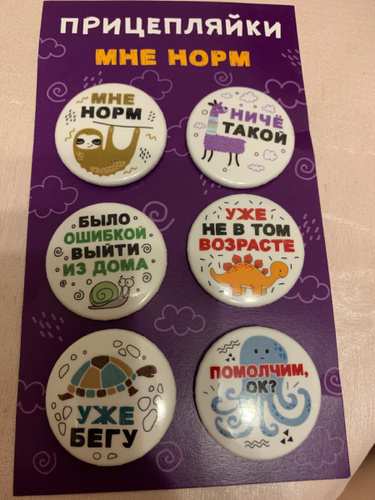 ПРИЦЕПЛЯЙКИ
МНЕ НОРМ
МНЕ
НОРМ
НИЧЁ
ТАКОЙ
БЫЛО
ОШИБКОЙ
ВЫЙТИ
ИЗ ДОМА
УЖЕ
НЕ В ТОМ
ВОЗРАСТЕ
УЖЕ
БЕГУ
ПОМОЛЧИМ,
ОК?